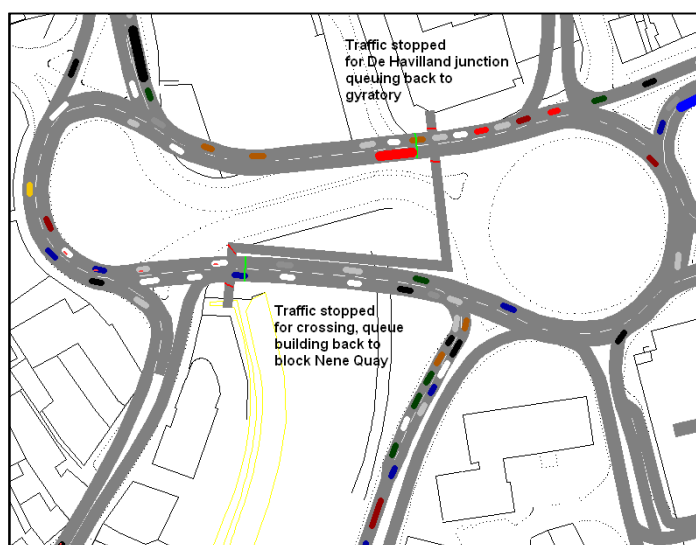 Traffic stopped
for De Havilland junction
queuing back to
gyratory
Traffic stopped
for crossing, queue
building back to
block Nene Quay